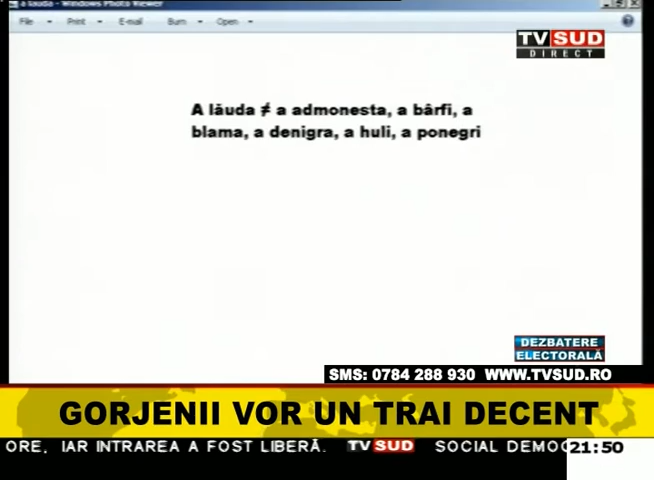 a lauda - Windows Photo Viewer
File Print E-mail Burn Open
TV SUD
DIRECT
A lăuda ≠ a admonesta, a bârfi, a
blama, a denigra, a huli, a ponegri
DEZBATERE
ELECTORALĂ
SMS: 0784 288 930 WWW.TVSUD.RO
GORJENII VOR UN TRAI DECENT
ORE, IAR INTRAREA A FOST LIBERĂ. TV SUD SOCIAL DEMOC
21:50